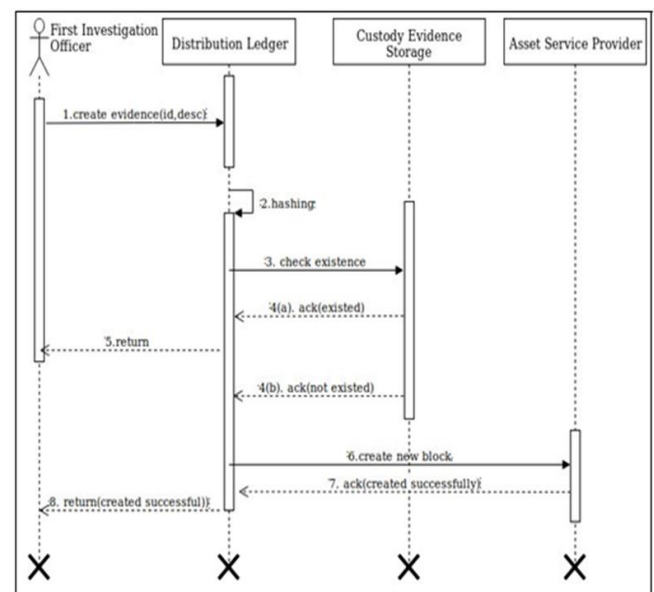 First Investigation
Officer
Distribution Ledger
Custody Evidence
Storage
Asset Service Provider
1.create evidence(id,desc)
2.hashing
3. check existence
4(a). ack(existed)
5.return
4(b). ack(not existed)
6.create new block
7. ack(created successfully)
8. return(created successful))